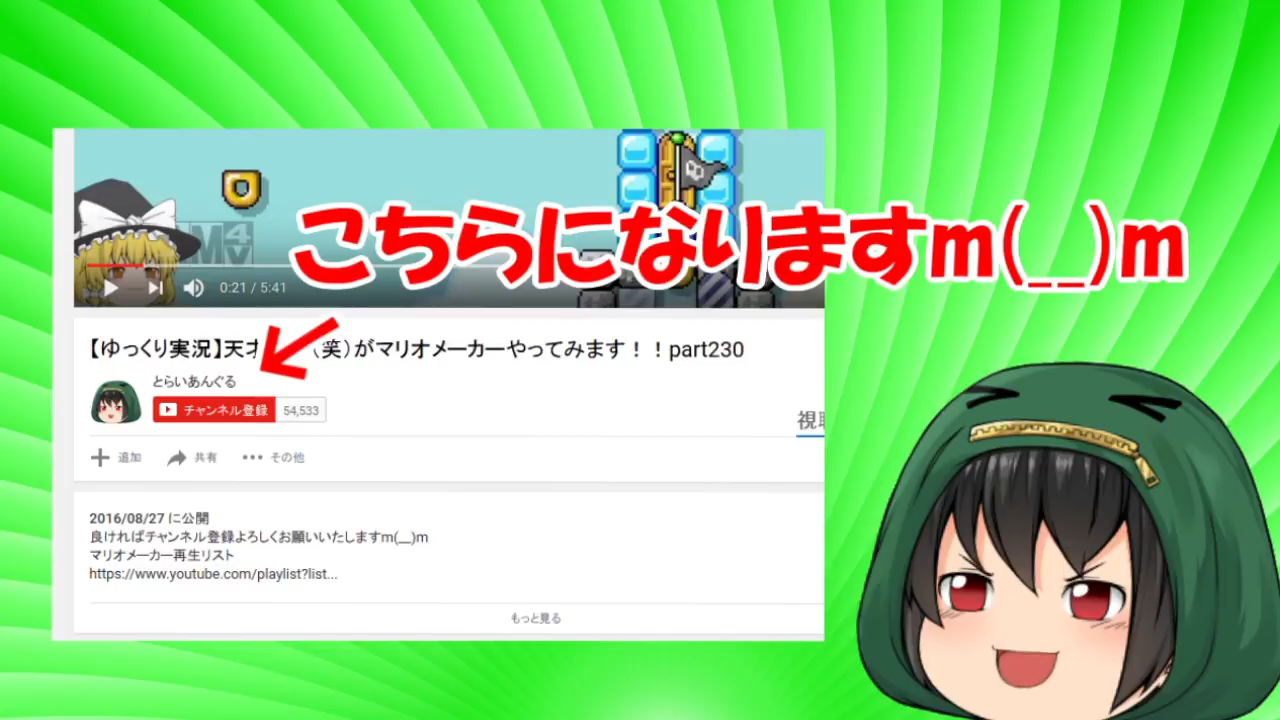 こちらになりますm(__)m
0:21 / 5:41
【ゆっくり実況】天才（笑）がマリオメーカーやってみます！！part230
とらいあんぐる
チャンネル登録 54,533
視聴
追加 共有 その他
2016/08/27 に公開
良ければチャンネル登録よろしくお願いいたしますm(__)m
マリオメーカー再生リスト
https://www.youtube.com/playlist?list...
もっと見る